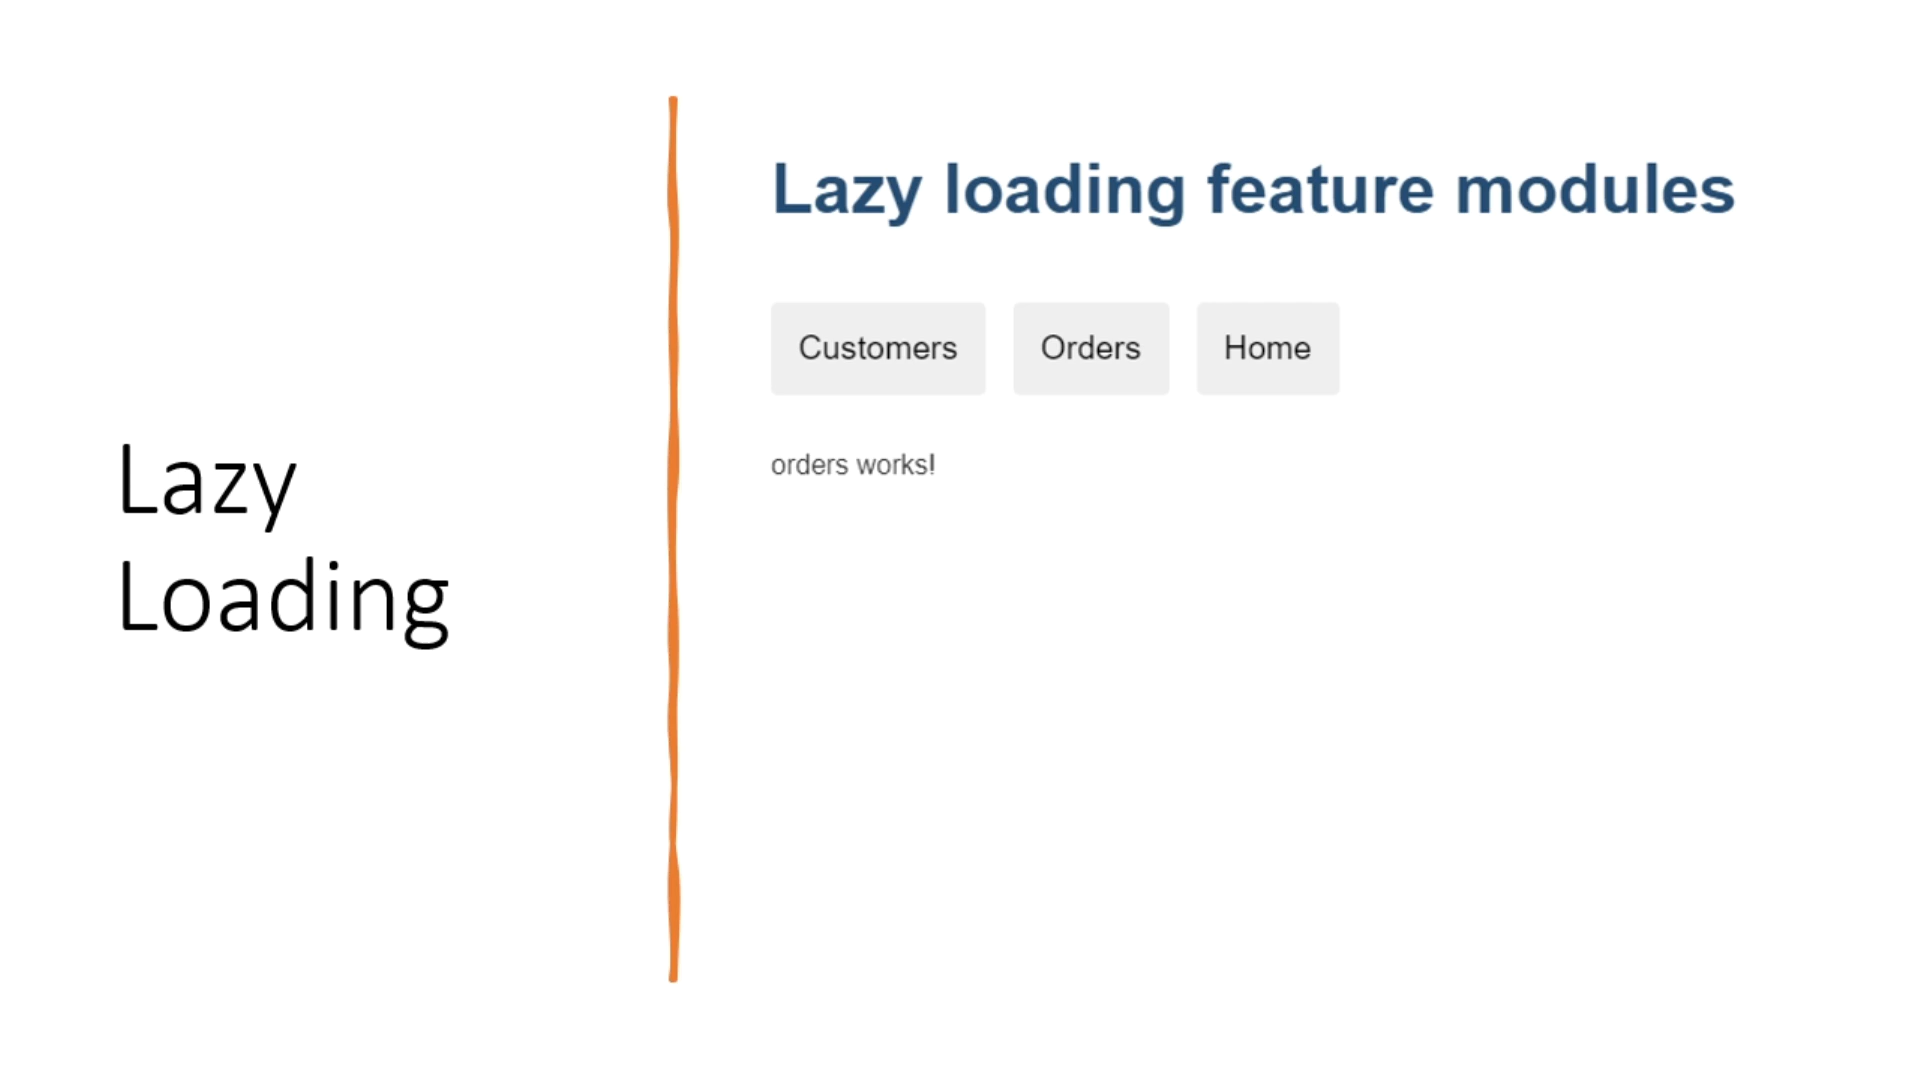 Lazy
Loading
Lazy loading feature modules
Customers Orders Home
orders works!